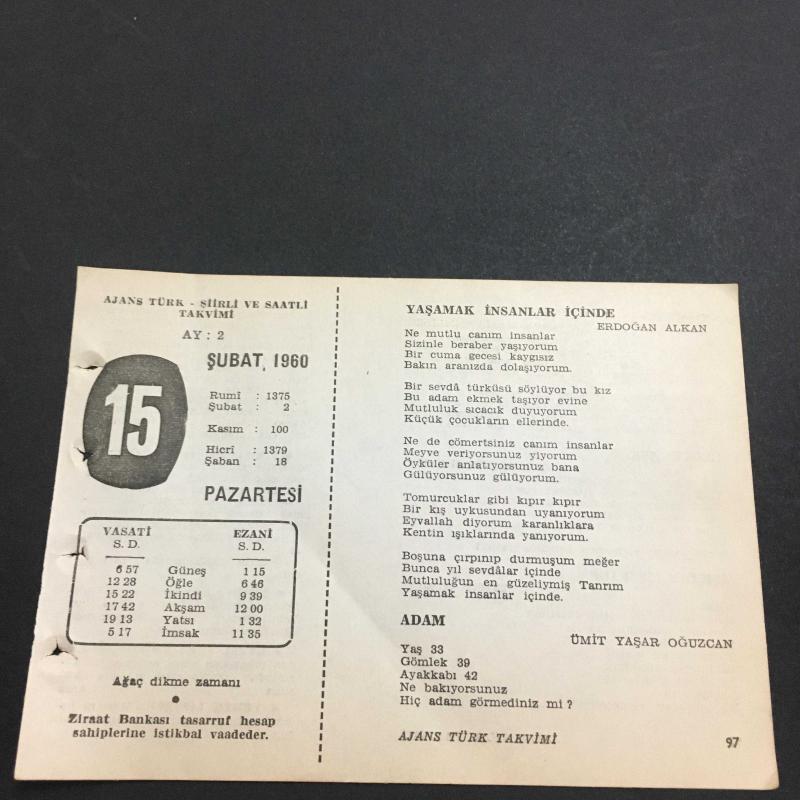 AJANS TÜRK - ŞİİRLİ VE SAATLİ
TAKVİMİ
AY : 2
ŞUBAT, 1960
15
Rumî : 1375
Şubat : 2
Kasım : 100
Hicrî : 1379
Şaban : 18
PAZARTESİ
VASATİ EZANİ
S. D. S. D.
6 57 Güneş 1 15
12 28 Öğle 6 46
15 22 İkindi 9 39
17 42 Akşam 12 00
19 13 Yatsı 1 32
5 17 İmsak 11 35
Ağaç dikme zamanı
Ziraat Bankası tasarruf hesap
sahiplerine istikbal vaadeder.
YAŞAMAK İNSANLAR İÇİNDE
ERDOĞAN ALKAN
Ne mutlu canım insanlar
Sizinle beraber yaşıyorum
Bir cuma gecesi kaygısız
Bakın aranızda dolaşıyorum.
Bir sevdâ türküsü söylüyor bu kız
Bu adam ekmek taşıyor evine
Mutluluk sıcacık duyuyorum
Küçük çocukların ellerinde.
Ne de cömertsiniz canım insanlar
Meyve veriyorsunuz yiyorum
Öyküler anlatıyorsunuz bana
Gülüyorsunuz gülüyorum.
Tomurcuklar gibi kıpır kıpır
Bir kış uykusundan uyanıyorum
Eyvallah diyorum karanlıklara
Kentin ışıklarında yanıyorum.
Boşuna çırpınıp durmuşum meğer
Bunca yıl sevdâlar içinde
Mutluluğun en güzeliymiş Tanrım
Yaşamak insanlar içinde.
ADAM
ÜMİT YAŞAR OĞUZCAN
Yaş 33
Gömlek 39
Ayakkabı 42
Ne bakıyorsunuz
Hiç adam görmediniz mi ?
AJANS TÜRK TAKVİMİ 97